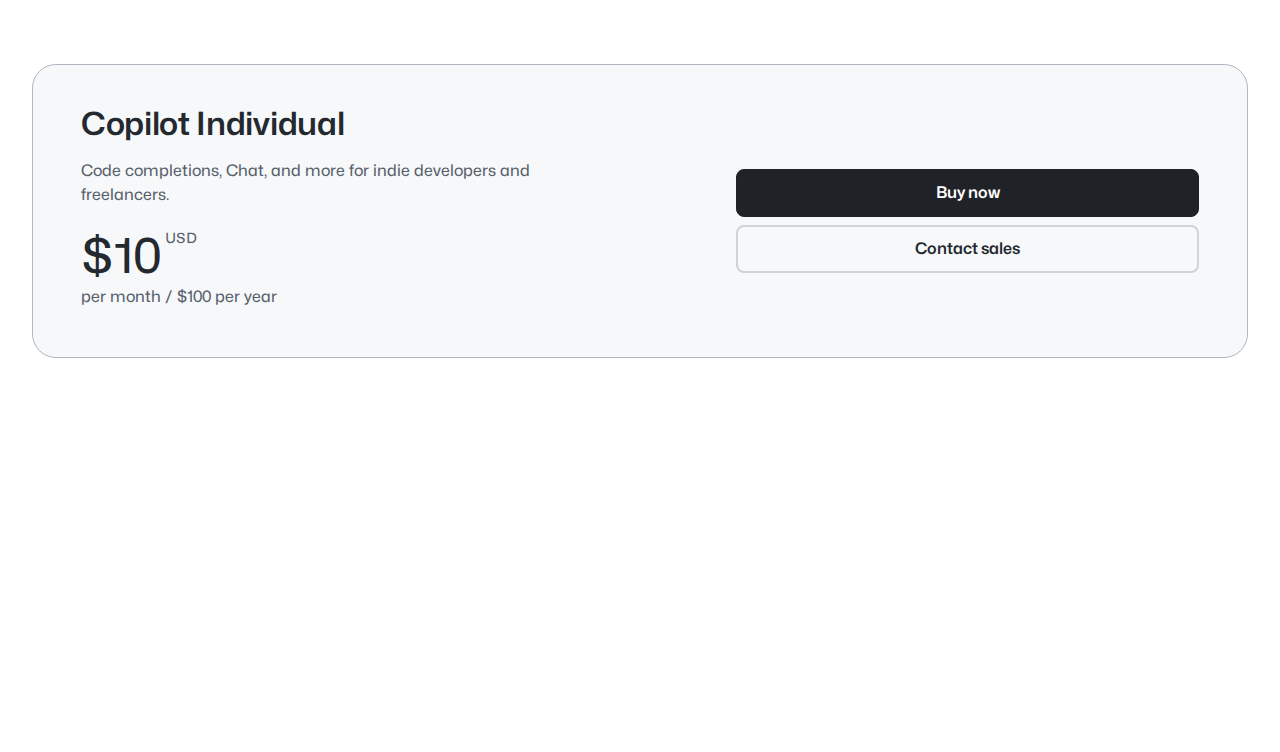 Copilot Individual
Code completions, Chat, and more for indie developers and
freelancers.
$10 USD
per month / $100 per year
Buy now
Contact sales